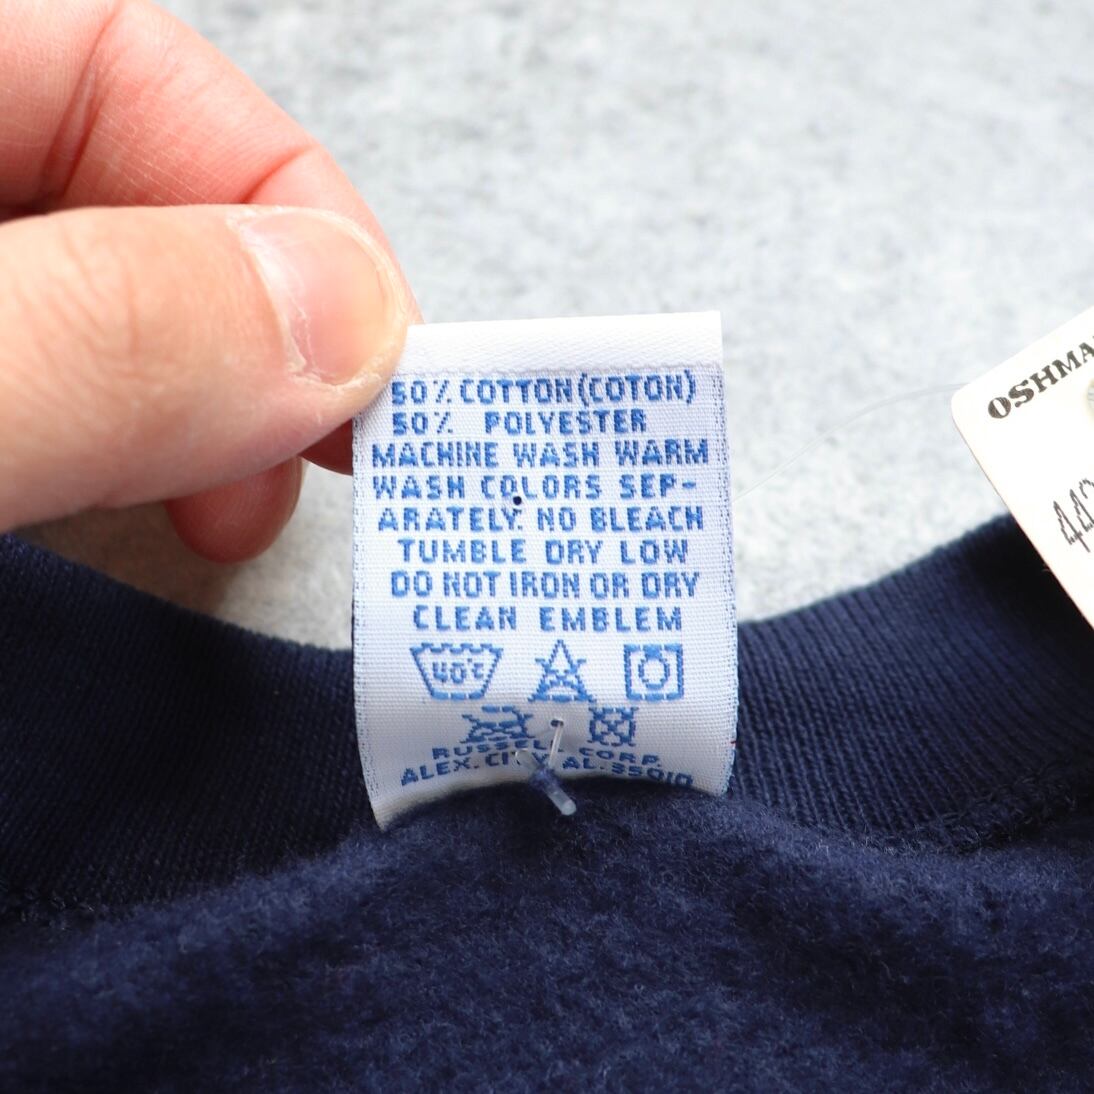 50% COTTON (COTON)
50% POLYESTER
MACHINE WASH WARM
WASH COLORS SEP-
ARATELY. NO BLEACH
TUMBLE DRY LOW
DO NOT IRON OR DRY
CLEAN EMBLEM
40°C
RUSSELL CORP.
ALEX. CITY AL. 35010